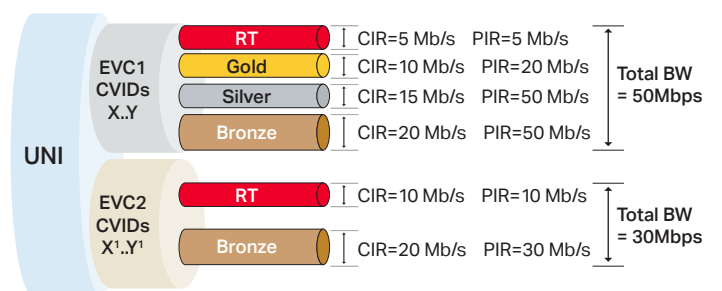 UNI
EVC1
CVIDs
X..Y
RT CIR=5 Mb/s PIR=5 Mb/s
Gold CIR=10 Mb/s PIR=20 Mb/s
Silver CIR=15 Mb/s PIR=50 Mb/s
Bronze CIR=20 Mb/s PIR=50 Mb/s
Total BW
= 50Mbps
EVC2
CVIDs
X¹..Y¹
RT CIR=10 Mb/s PIR=10 Mb/s
Bronze CIR=20 Mb/s PIR=30 Mb/s
Total BW
= 30Mbps